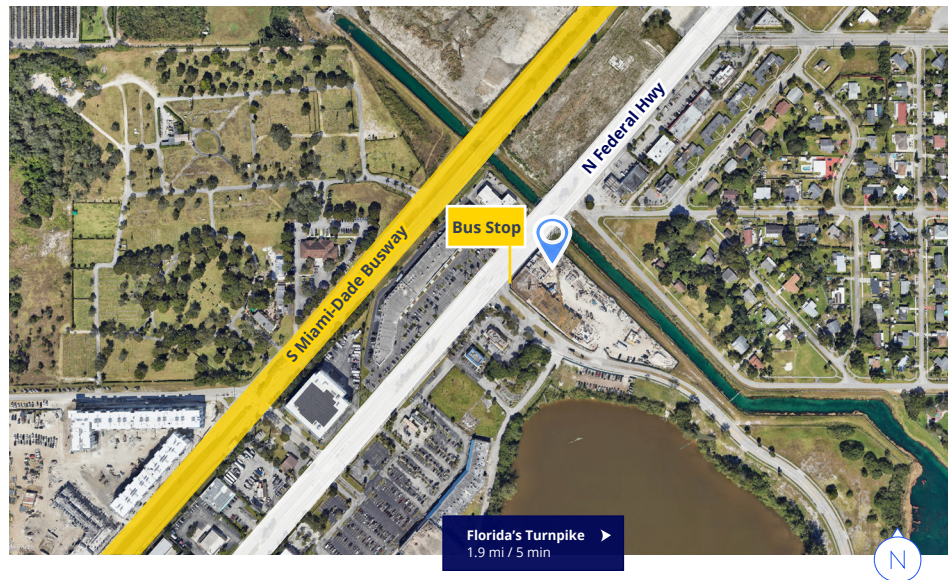 N Federal Hwy
Bus Stop
S Miami-Dade Busway
Florida's Turnpike
1.9 mi / 5 min
N